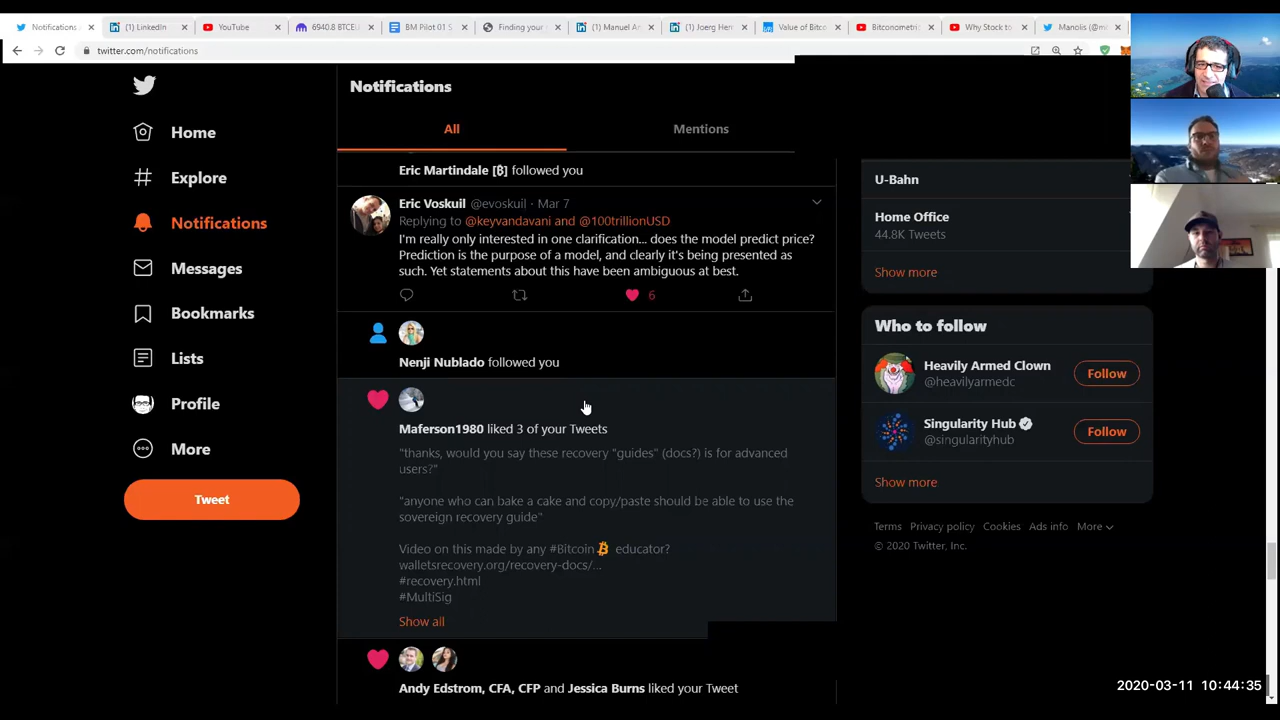 Notifications
(1) LinkedIn
YouTube
6940.8 BTCE
BM Pilot 01 S
Finding your
(1) Manuel Ar
(1) Joerg Her
Value of Bitco
Bitconometric
Why Stock to
Manolis (@mi
twitter.com/notifications
Notifications
All
Mentions
Home
Explore
Notifications
Messages
Bookmarks
Lists
Profile
More
Tweet
Eric Martindale [₿] followed you
Eric Voskuil @evoskuil · Mar 7
Replying to @keyvandavani and @100trillionUSD
I'm really only interested in one clarification... does the model predict price?
Prediction is the purpose of a model, and clearly it's being presented as
such. Yet statements about this have been ambiguous at best.
6
Nenji Nublado followed you
Maferson1980 liked 3 of your Tweets
"thanks, would you say these recovery "guides" (docs?) is for advanced
users?"
"anyone who can bake a cake and copy/paste should be able to use the
sovereign recovery guide"
Video on this made by any #Bitcoin educator?
walletsrecovery.org/recovery-docs/...
#recovery.html
#MultiSig
Show all
Andy Edstrom, CFA, CFP and Jessica Burns liked your Tweet
U-Bahn
Home Office
44.8K Tweets
Show more
Who to follow
Heavily Armed Clown
@heavilyarmedc
Follow
Singularity Hub
@singularityhub
Follow
Show more
Terms Privacy policy Cookies Ads info More
© 2020 Twitter, Inc.
2020-03-11 10:44:35